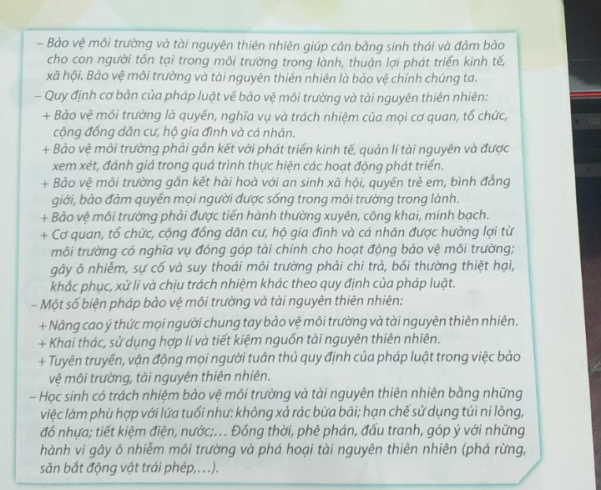 – Bảo vệ môi trường và tài nguyên thiên nhiên giúp cân bằng sinh thái và đảm bảo
cho con người tồn tại trong môi trường trong lành, thuận lợi phát triển kinh tế,
xã hội. Bảo vệ môi trường và tài nguyên thiên nhiên là bảo vệ chính chúng ta.
– Quy định cơ bản của pháp luật về bảo vệ môi trường và tài nguyên thiên nhiên:
+ Bảo vệ môi trường là quyền, nghĩa vụ và trách nhiệm của mọi cơ quan, tổ chức,
cộng đồng dân cư, hộ gia đình và cá nhân.
+ Bảo vệ môi trường phải gắn kết với phát triển kinh tế, quản lí tài nguyên và được
xem xét, đánh giá trong quá trình thực hiện các hoạt động phát triển.
+ Bảo vệ môi trường gắn kết hài hoà với an sinh xã hội, quyền trẻ em, bình đẳng
giới, bảo đảm quyền mọi người được sống trong môi trường trong lành.
+ Bảo vệ môi trường phải được tiến hành thường xuyên, công khai, minh bạch.
+ Cơ quan, tổ chức, cộng đồng dân cư, hộ gia đình và cá nhân được hưởng lợi từ
môi trường có nghĩa vụ đóng góp tài chính cho hoạt động bảo vệ môi trường;
gây ô nhiễm, sự cố và suy thoái môi trường phải chi trả, bồi thường thiệt hại,
khắc phục, xử lí và chịu trách nhiệm khác theo quy định của pháp luật.
– Một số biện pháp bảo vệ môi trường và tài nguyên thiên nhiên:
+ Nâng cao ý thức mọi người chung tay bảo vệ môi trường và tài nguyên thiên nhiên.
+ Khai thác, sử dụng hợp lí và tiết kiệm nguồn tài nguyên thiên nhiên.
+ Tuyên truyền, vận động mọi người tuân thủ quy định của pháp luật trong việc bảo
vệ môi trường, tài nguyên thiên nhiên.
– Học sinh có trách nhiệm bảo vệ môi trường và tài nguyên thiên nhiên bằng những
việc làm phù hợp với lứa tuổi như: không xả rác bừa bãi; hạn chế sử dụng túi ni lông,
đồ nhựa; tiết kiệm điện, nước;... Đồng thời, phê phán, đấu tranh, góp ý với những
hành vi gây ô nhiễm môi trường và phá hoại tài nguyên thiên nhiên (phá rừng,
săn bắt động vật trái phép,...).